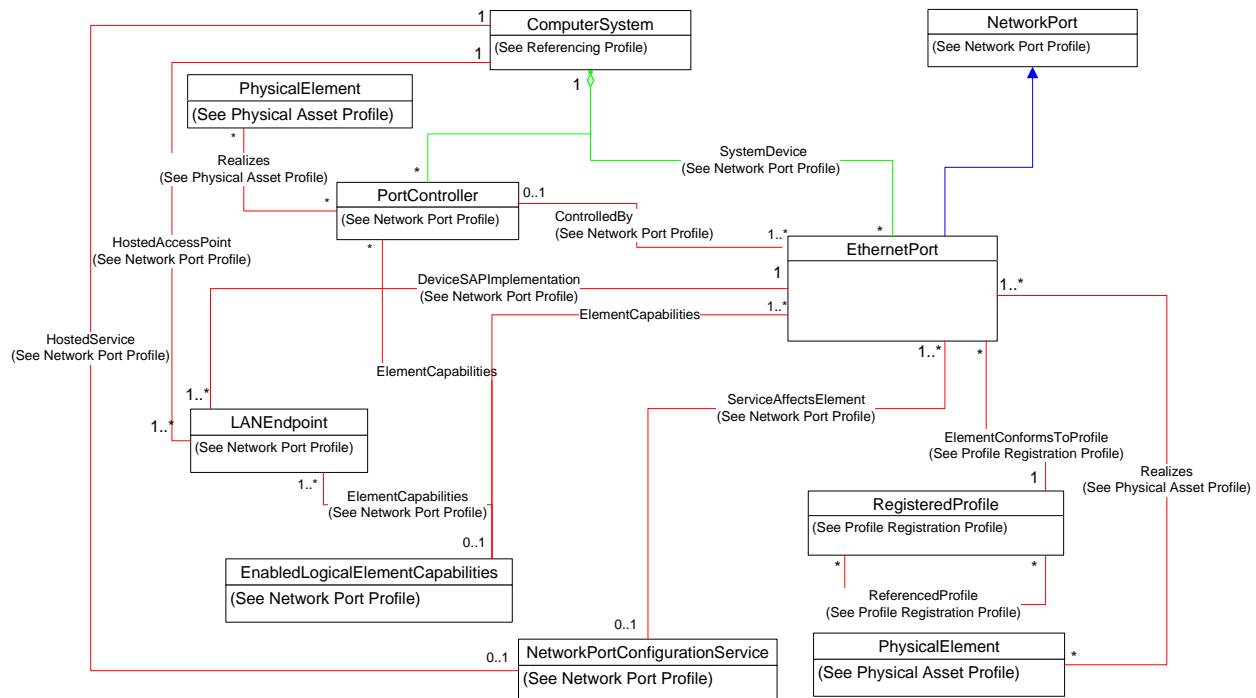 1
ComputerSystem
(See Referencing Profile)
1
1
NetworkPort
(See Network Port Profile)
PhysicalElement
(See Physical Asset Profile)
*
Realizes
(See Physical Asset Profile)
*
*
PortController
(See Network Port Profile)
*
0..1
SystemDevice
(See Network Port Profile)
*
ControlledBy
(See Network Port Profile)
1..*
EthernetPort
HostedAccessPoint
(See Network Port Profile)
DeviceSAPImplementation
(See Network Port Profile)
1
1..*
ElementCapabilities
1..*
HostedService
(See Network Port Profile)
ElementCapabilities
1..*
*
1..*
LANEndpoint
(See Network Port Profile)
1..*
1..*
ServiceAffectsElement
(See Network Port Profile)
ElementConformsToProfile
(See Profile Registration Profile)
Realizes
(See Physical Asset Profile)
ElementCapabilities
(See Network Port Profile)
1
RegisteredProfile
(See Profile Registration Profile)
0..1
EnabledLogicalElementCapabilities
(See Network Port Profile)
*
*
ReferencedProfile
(See Profile Registration Profile)
0..1
0..1
NetworkPortConfigurationService
(See Network Port Profile)
PhysicalElement
(See Physical Asset Profile)
*